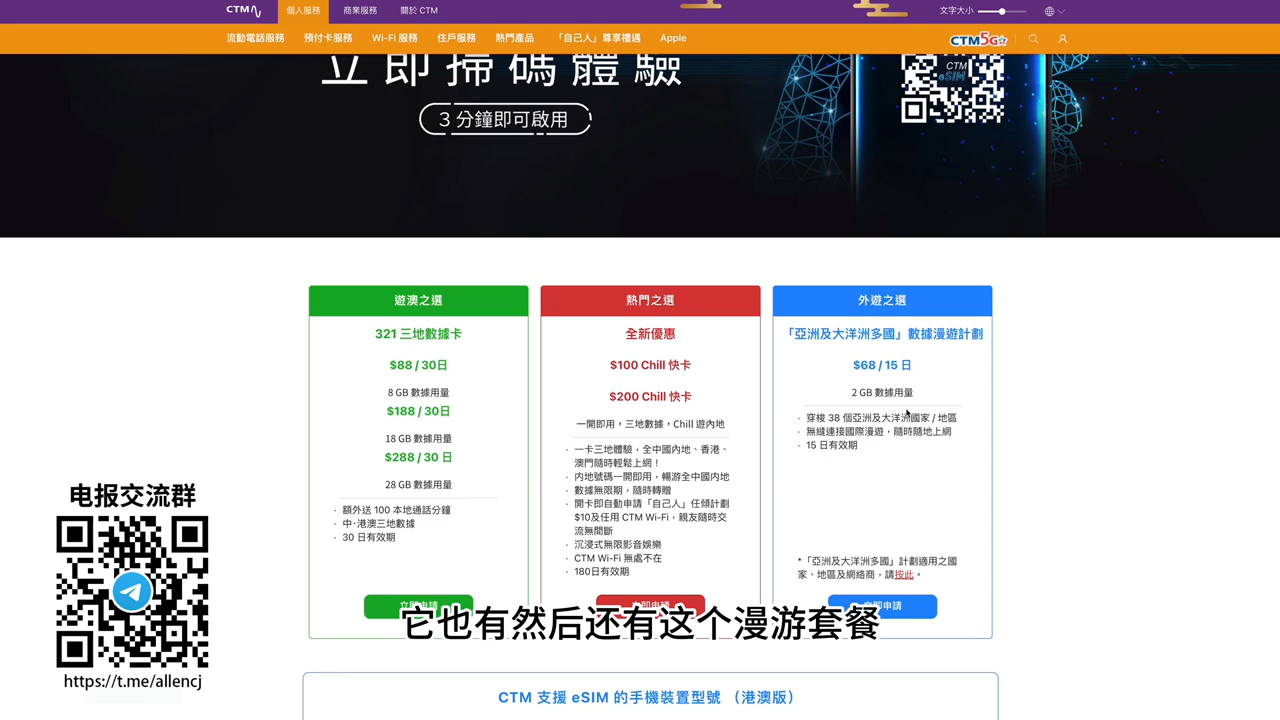 CTM
個人服務
商業服務
關於 CTM
文字大小
流動電話服務
預付卡服務
Wi-Fi 服務
住戶服務
熱門產品
「自己人」尊享禮遇
Apple
CTM5G
立即掃碼體驗
3 分鐘即可啟用
CTM
eSIM
遊澳之選
321 三地數據卡
$88 / 30日
8 GB 數據用量
$188 / 30日
18 GB 數據用量
$288 / 30 日
28 GB 數據用量
· 額外送 100 本地通話分鐘
· 中·港澳三地數據
· 30 日有效期
熱門之選
全新優惠
$100 Chill 快卡
$200 Chill 快卡
一開即用，三地數據，Chill 遊內地
· 一卡三地體驗，全中國內地、香港、
澳門隨時輕鬆上網！
· 內地號碼一開即用，暢游全中國內地
· 數據無限期，隨時轉贈
· 開卡即自動申請「自己人」任傾計劃
$10及任用 CTM Wi-Fi，親友隨時交
流無間斷
· 沉浸式無限影音娛樂
· CTM Wi-Fi 無處不在
· 180日有效期
外遊之選
「亞洲及大洋洲多國」數據漫遊計劃
$68 / 15 日
2 GB 數據用量
· 穿梭 38 個亞洲及大洋洲國家 / 地區
· 無縫連接國際漫遊，隨時隨地上網
· 15 日有效期
*「亞洲及大洋洲多國」計劃適用之國
家、地區及網絡商，請按此。
申請
它也有然后还有这个漫游套餐
电报交流群
https://t.me/allencj
CTM 支援 eSIM 的手機裝置型號 （港澳版）